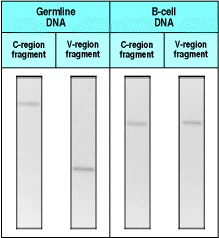 Germline
DNA
B-cell
DNA
C-region
fragment
V-region
fragment
C-region
fragment
V-region
fragment